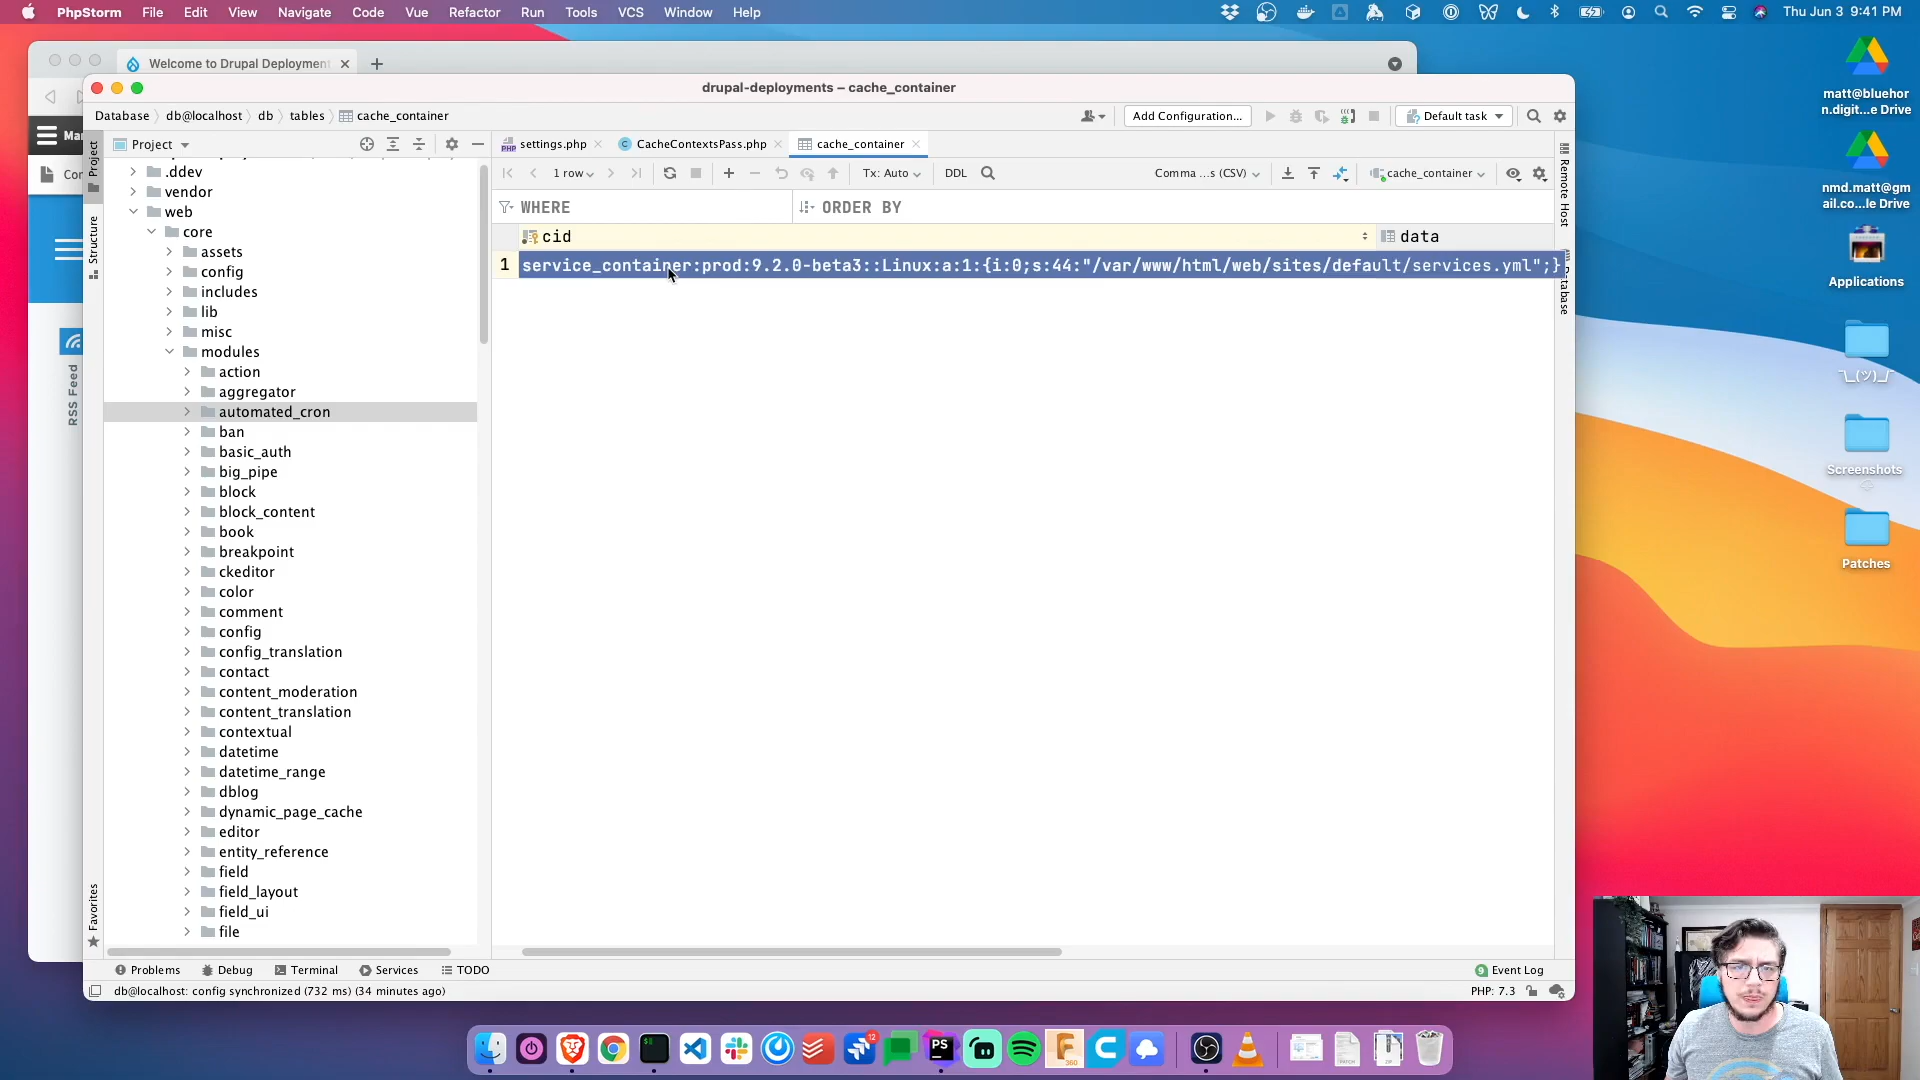 PhpStorm File Edit View Navigate Code Vue Refactor Run Tools VCS Window Help
Thu Jun 3 9:41 PM
Welcome to Drupal Deployment
drupal-deployments – cache_container
Database db@localhost db tables cache_container
Add Configuration...
Default task
Project
settings.php
CacheContextsPass.php
cache_container
1 row
Tx: Auto
DDL
Comma ...s (CSV)
cache_container
WHERE
ORDER BY
cid
data
1 service_container:prod:9.2.0-beta3::Linux:a:1:{i:0;s:44:"/var/www/html/web/sites/default/services.yml";}
.ddev
vendor
web
core
assets
config
includes
lib
misc
modules
action
aggregator
automated_cron
ban
basic_auth
big_pipe
block
block_content
book
breakpoint
ckeditor
color
comment
config
config_translation
contact
content_moderation
content_translation
contextual
datetime
datetime_range
dblog
dynamic_page_cache
editor
entity_reference
field
field_layout
field_ui
file
Project
Structure
Favorites
Remote Host
Man
Cor
RSS Feed
Problems
Debug
Terminal
Services
TODO
9 Event Log
db@localhost: config synchronized (732 ms) (34 minutes ago)
PHP: 7.3
matt@bluehor
n.digit...e Drive
nmd.matt@gm
ail.co...le Drive
Applications
¯\_(ツ)_/¯
Screenshots
Patches
12
PS
360